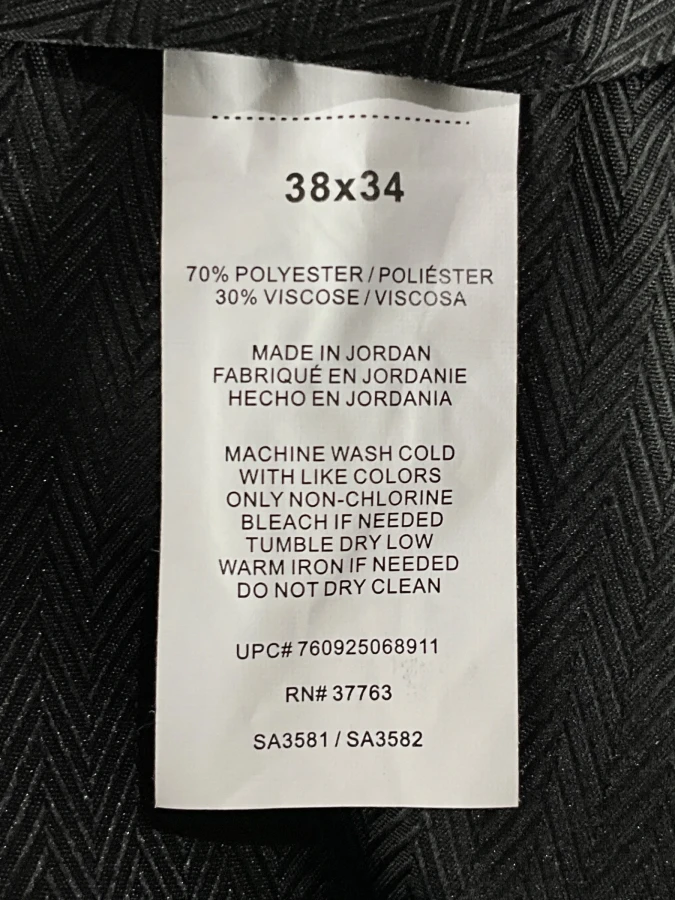 38x34
70% POLYESTER / POLIÉSTER
30% VISCOSE / VISCOSA
MADE IN JORDAN
FABRIQUÉ EN JORDANIE
HECHO EN JORDANIA
MACHINE WASH COLD
WITH LIKE COLORS
ONLY NON-CHLORINE
BLEACH IF NEEDED
TUMBLE DRY LOW
WARM IRON IF NEEDED
DO NOT DRY CLEAN
UPC# 760925068911
RN# 37763
SA3581 / SA3582